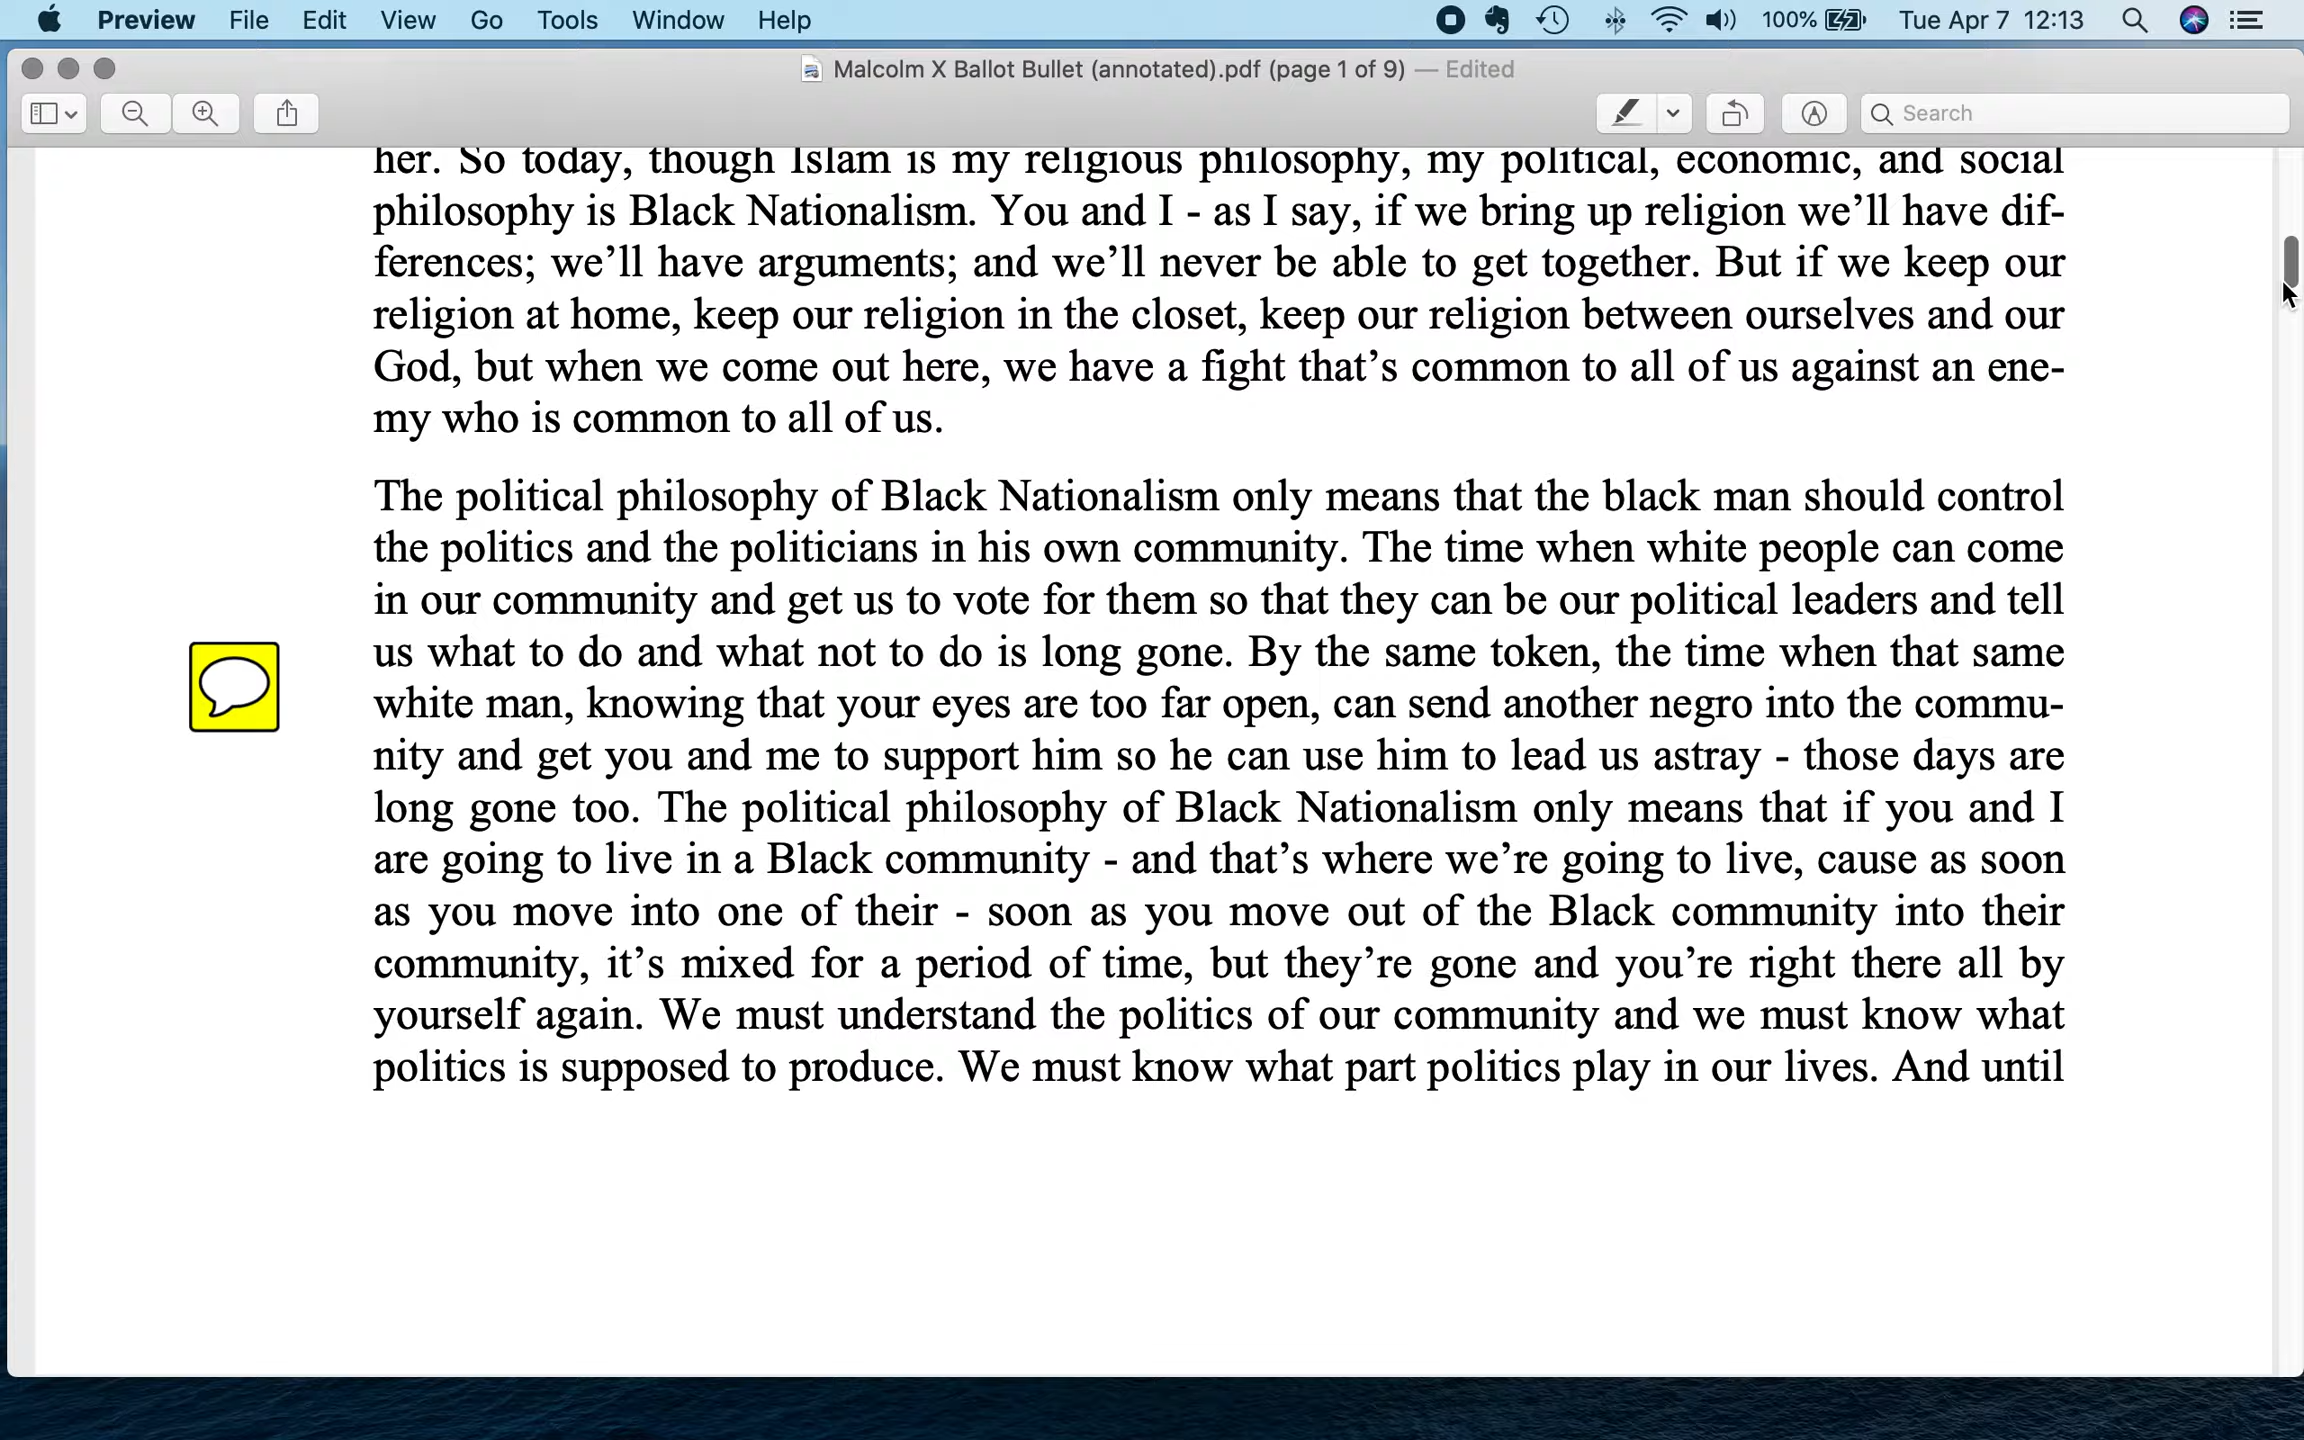 Preview File Edit View Go Tools Window Help 100% Tue Apr 7 12:13
Malcolm X Ballot Bullet (annotated).pdf (page 1 of 9) — Edited
Search
her. So today, though Islam is my religious philosophy, my political, economic, and social
philosophy is Black Nationalism. You and I - as I say, if we bring up religion we’ll have dif-
ferences; we’ll have arguments; and we’ll never be able to get together. But if we keep our
religion at home, keep our religion in the closet, keep our religion between ourselves and our
God, but when we come out here, we have a fight that’s common to all of us against an ene-
my who is common to all of us.
The political philosophy of Black Nationalism only means that the black man should control
the politics and the politicians in his own community. The time when white people can come
in our community and get us to vote for them so that they can be our political leaders and tell
us what to do and what not to do is long gone. By the same token, the time when that same
white man, knowing that your eyes are too far open, can send another negro into the commu-
nity and get you and me to support him so he can use him to lead us astray - those days are
long gone too. The political philosophy of Black Nationalism only means that if you and I
are going to live in a Black community - and that’s where we’re going to live, cause as soon
as you move into one of their - soon as you move out of the Black community into their
community, it’s mixed for a period of time, but they’re gone and you’re right there all by
yourself again. We must understand the politics of our community and we must know what
politics is supposed to produce. We must know what part politics play in our lives. And until